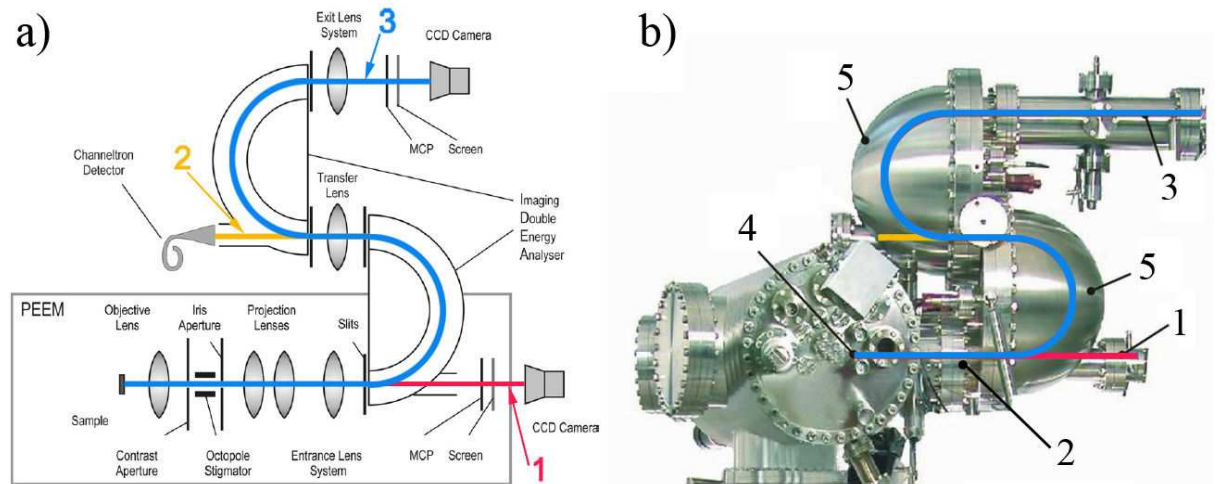 a)
Exit Lens
System
3
CCD Camera
MCP
Screen
Channeltron
Detector
2
Transfer
Lens
Imaging
Double
Energy
Analyser
PEEM
Objective
Lens
Iris
Aperture
Projection
Lenses
Slits
Sample
Contrast
Aperture
Octopole
Stigmator
Entrance Lens
System
MCP
Screen
1
CCD Camera
b)
5
3
4
5
1
2